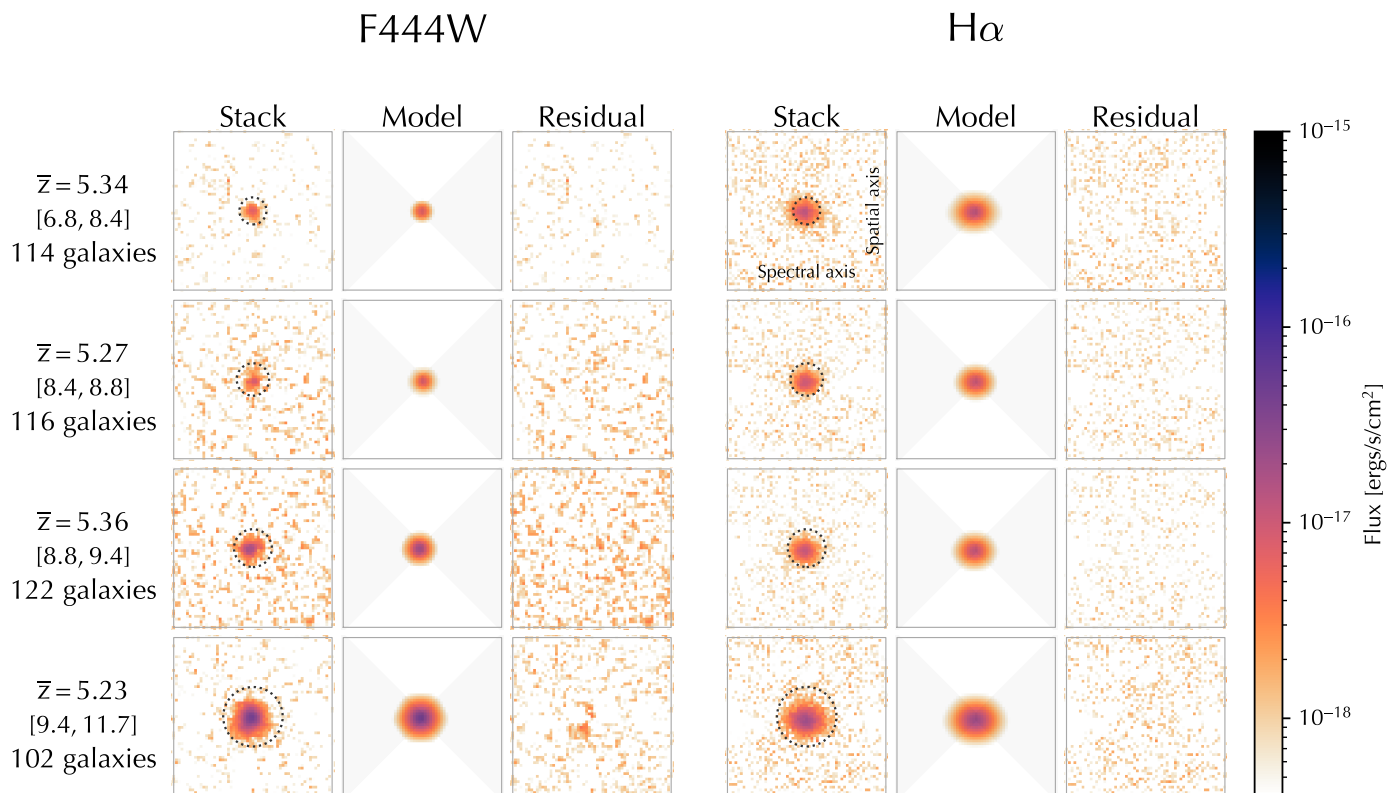 F444W
Hα
Stack Model Residual Stack Model Residual
10⁻¹⁵
z̅ = 5.34
[6.8, 8.4]
114 galaxies
Spatial axis
Spectral axis
10⁻¹⁶
z̅ = 5.27
[8.4, 8.8]
116 galaxies
Flux [ergs/s/cm²]
10⁻¹⁷
z̅ = 5.36
[8.8, 9.4]
122 galaxies
z̅ = 5.23
[9.4, 11.7]
102 galaxies
10⁻¹⁸